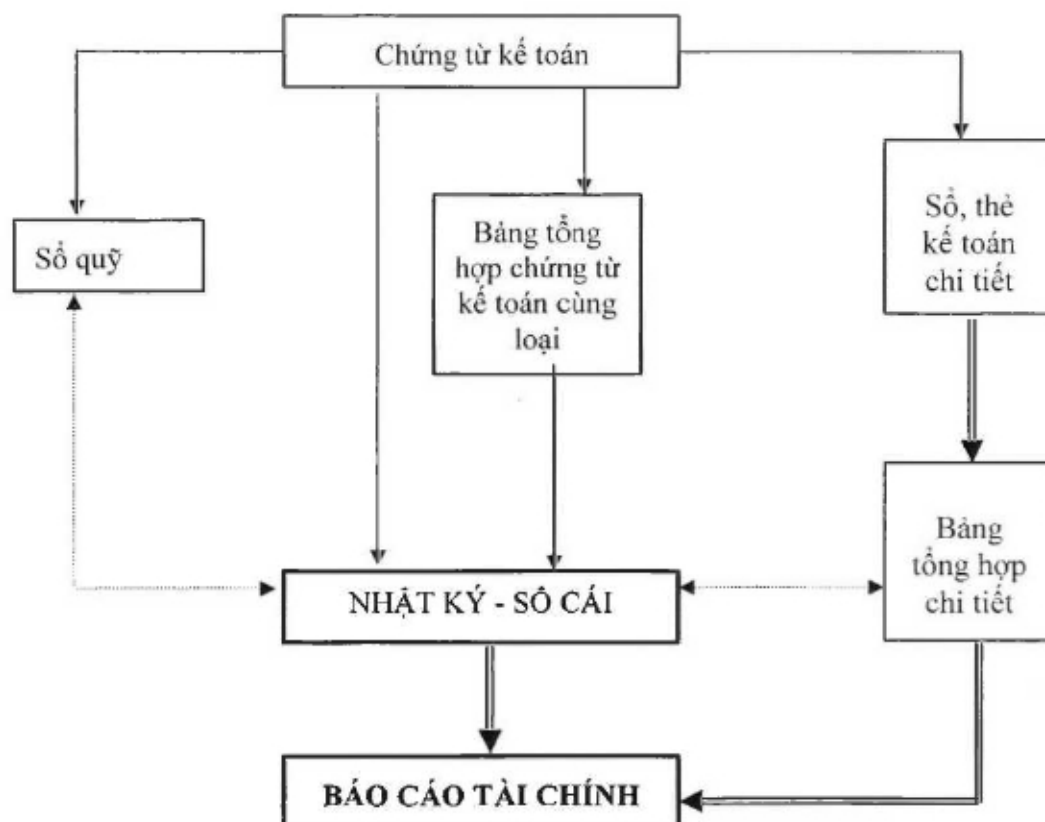 Chứng từ kế toán
Sổ quỹ
Bảng tổng
hợp chứng từ
kế toán cùng
loại
Sổ, thẻ
kế toán
chi tiết
NHẬT KÝ - SỔ CÁI
Bảng
tổng hợp
chi tiết
BÁO CÁO TÀI CHÍNH